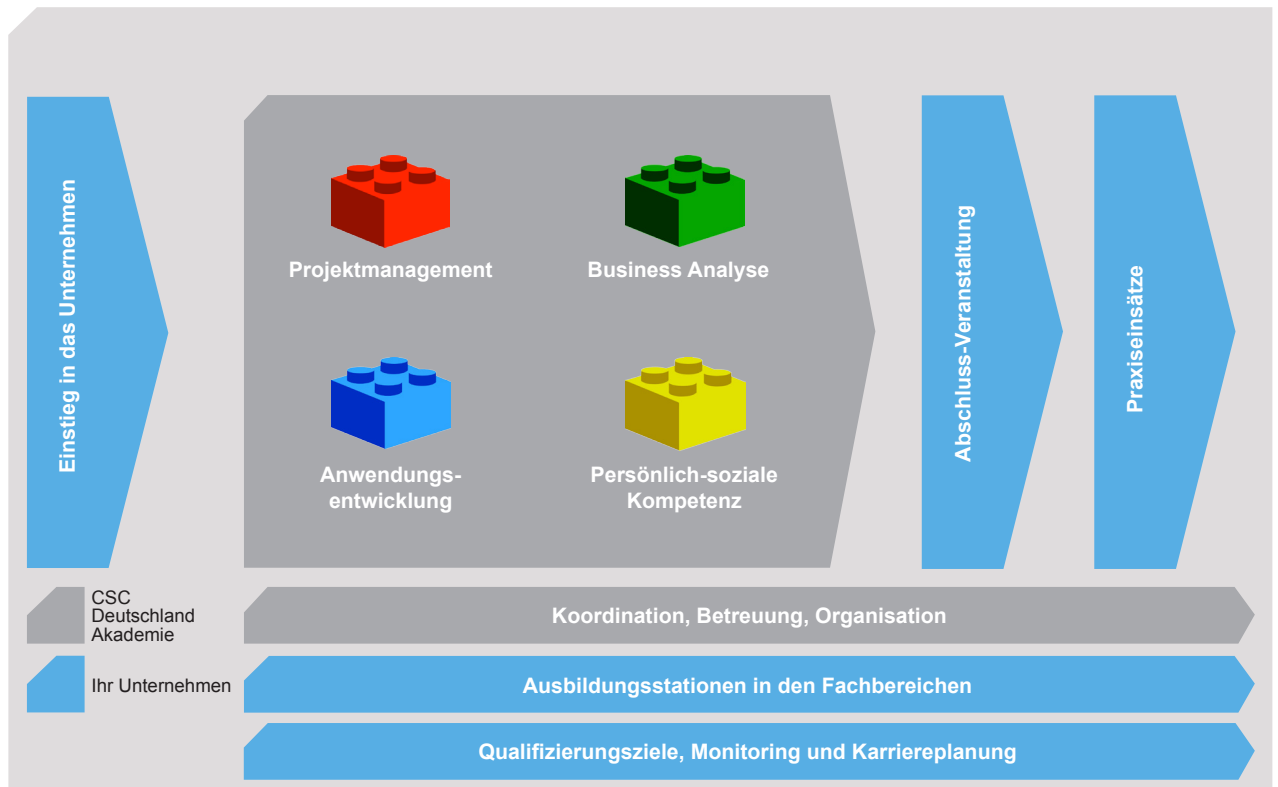 Einstieg in das Unternehmen
Projektmanagement
Business Analyse
Anwendungs-
entwicklung
Persönlich-soziale
Kompetenz
Abschluss-Veranstaltung
Praxiseinsätze
CSC
Deutschland
Akademie
Koordination, Betreuung, Organisation
Ihr Unternehmen
Ausbildungsstationen in den Fachbereichen
Qualifizierungsziele, Monitoring und Karriereplanung